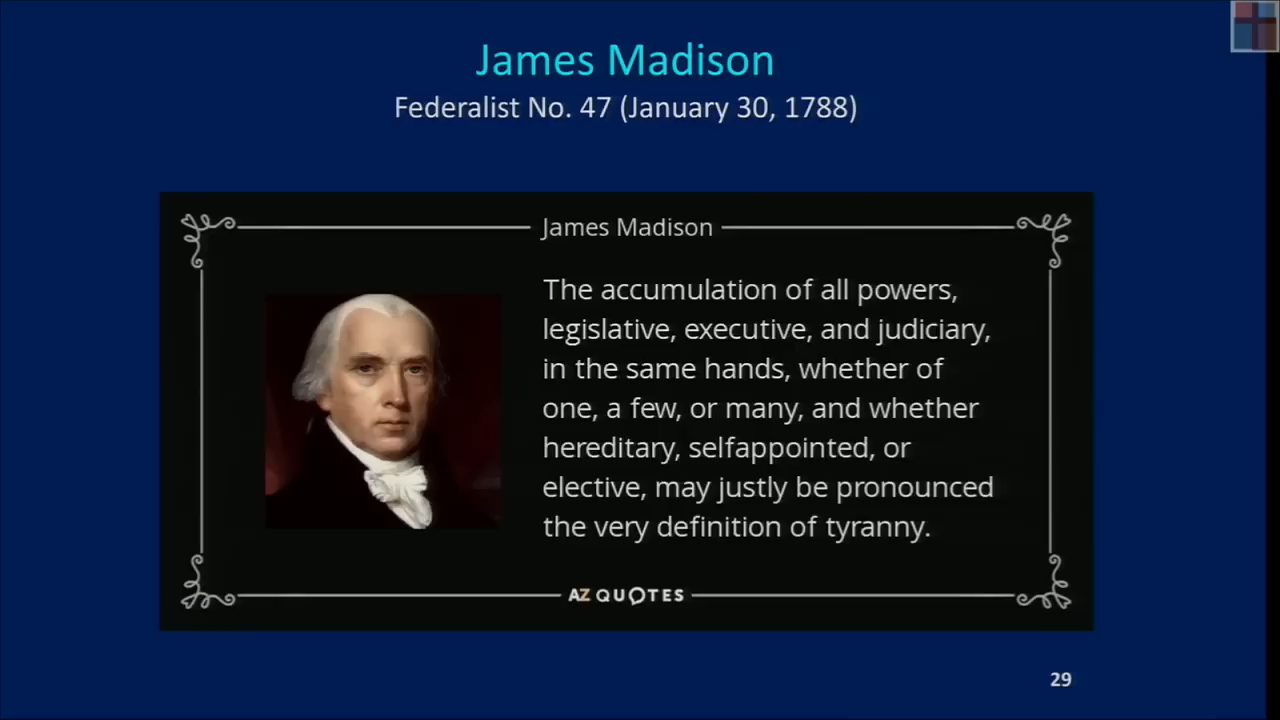 James Madison
Federalist No. 47 (January 30, 1788)
James Madison
The accumulation of all powers,
legislative, executive, and judiciary,
in the same hands, whether of
one, a few, or many, and whether
hereditary, selfappointed, or
elective, may justly be pronounced
the very definition of tyranny.
AZ QUOTES
29